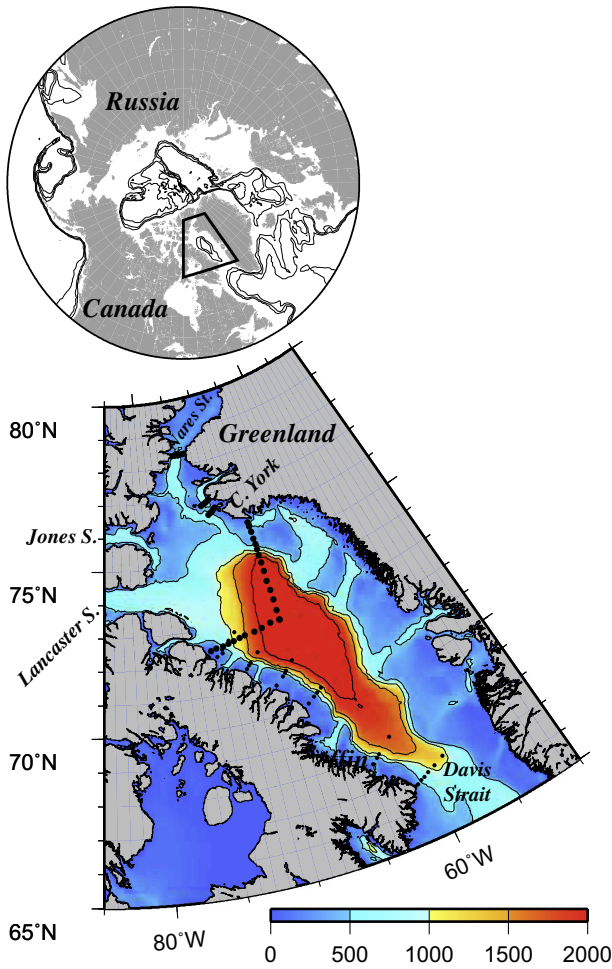 Russia
Canada
80°N
ares St.
Greenland
C. York
Jones S.
75°N
Lancaster S.
70°N
Davis
Strait
60°W
65°N
80°W
0 500 1000 1500 2000